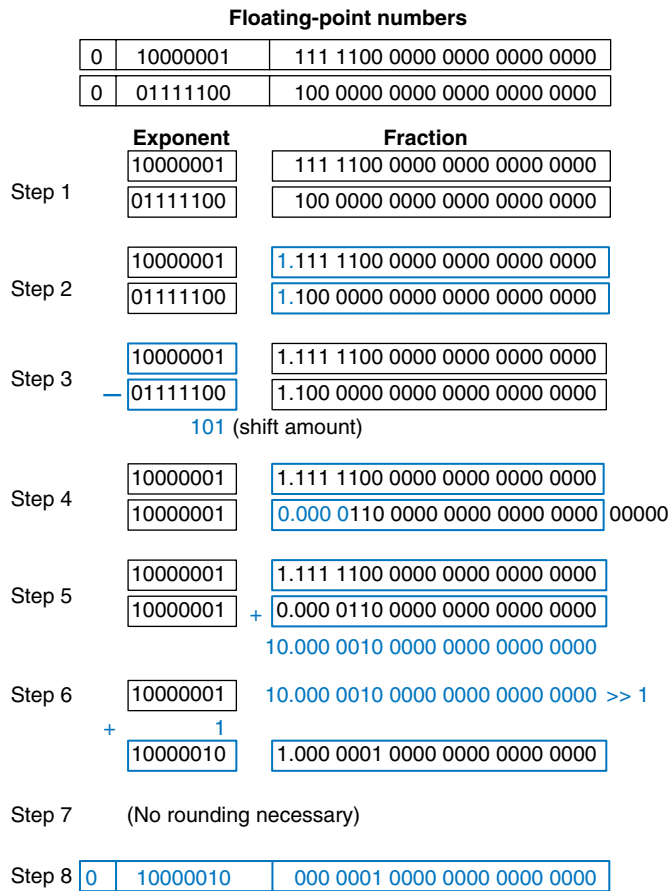 Floating-point numbers
0 10000001 111 1100 0000 0000 0000 0000
0 01111100 100 0000 0000 0000 0000 0000
Exponent Fraction
Step 1
10000001 111 1100 0000 0000 0000 0000
01111100 100 0000 0000 0000 0000 0000
Step 2
10000001 1.111 1100 0000 0000 0000 0000
01111100 1.100 0000 0000 0000 0000 0000
Step 3
10000001 1.111 1100 0000 0000 0000 0000
– 01111100 1.100 0000 0000 0000 0000 0000
101 (shift amount)
Step 4
10000001 1.111 1100 0000 0000 0000 0000
10000001 0.000 0110 0000 0000 0000 0000 00000
Step 5
10000001 1.111 1100 0000 0000 0000 0000
10000001 + 0.000 0110 0000 0000 0000 0000
10.000 0010 0000 0000 0000 0000
Step 6 10000001 10.000 0010 0000 0000 0000 0000 >> 1
+ 1
10000010 1.000 0001 0000 0000 0000 0000
Step 7 (No rounding necessary)
Step 8 0 10000010 000 0001 0000 0000 0000 0000